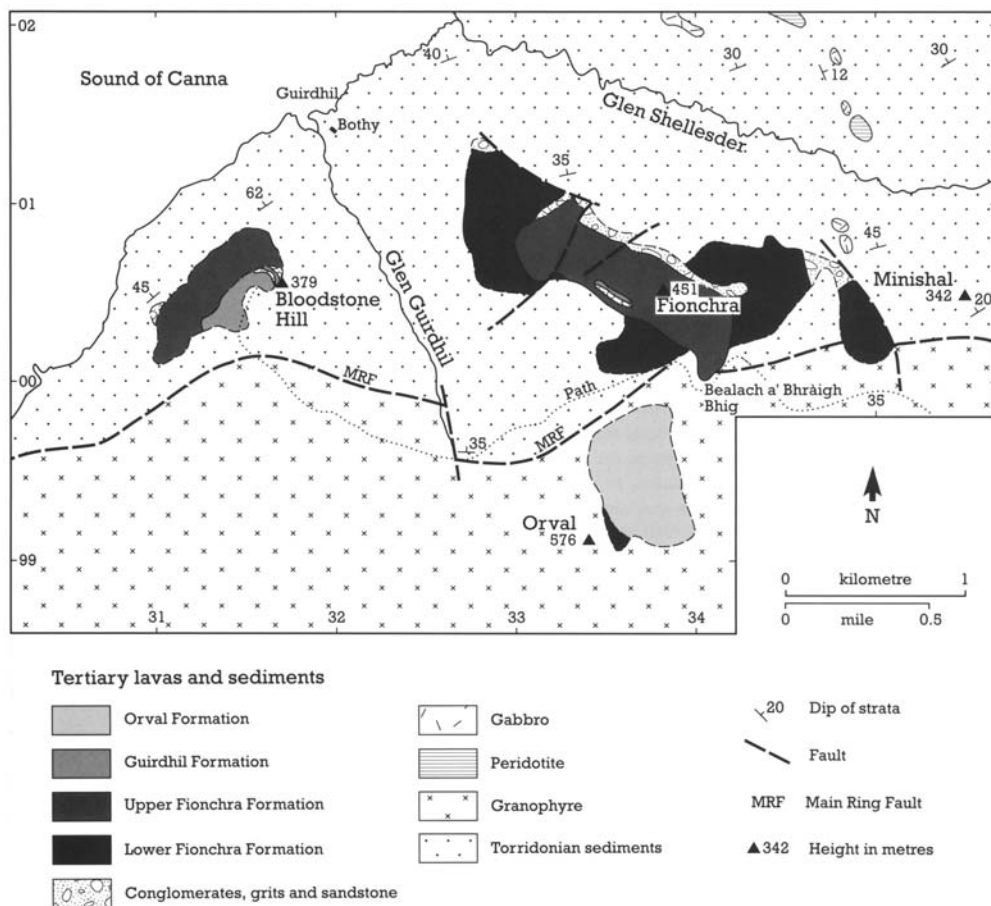 02
40
30
30
12
Sound of Canna
Guirdhil
Bothy
Glen Shellesder
35
01
62
45
Glen Guirdhil
45
379
Bloodstone
Hill
451
Fionchra
Minishal
342
20
00
MRF
Path
MRF
Bealach a' Bhràigh
Bhig
35
35
N
Orval
576
99
0 kilometre 1
0 mile 0.5
31
32
33
34
Tertiary lavas and sediments
Orval Formation
Guirdhil Formation
Upper Fionchra Formation
Lower Fionchra Formation
Conglomerates, grits and sandstone
Gabbro
Peridotite
Granophyre
Torridonian sediments
20 Dip of strata
Fault
MRF Main Ring Fault
342 Height in metres